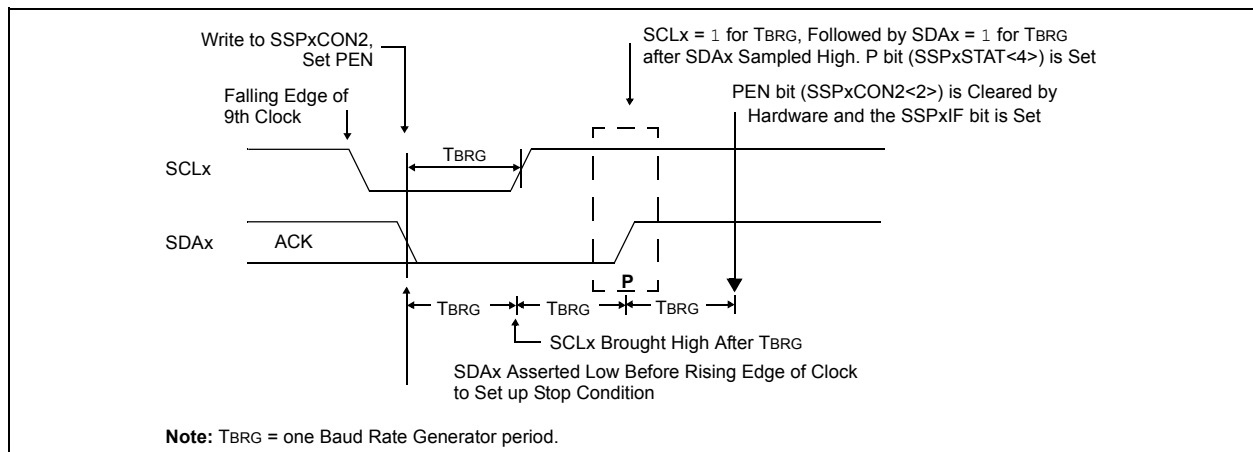 Write to SSPxCON2,
Set PEN
SCLx = 1 for TBRG, Followed by SDAx = 1 for TBRG
after SDAx Sampled High. P bit (SSPxSTAT<4>) is Set
PEN bit (SSPxCON2<2>) is Cleared by
Hardware and the SSPxIF bit is Set
Falling Edge of
9th Clock
TBRG
SCLx
SDAx
ACK
P
TBRG
TBRG
TBRG
SCLx Brought High After TBRG
SDAx Asserted Low Before Rising Edge of Clock
to Set up Stop Condition
Note: TBRG = one Baud Rate Generator period.